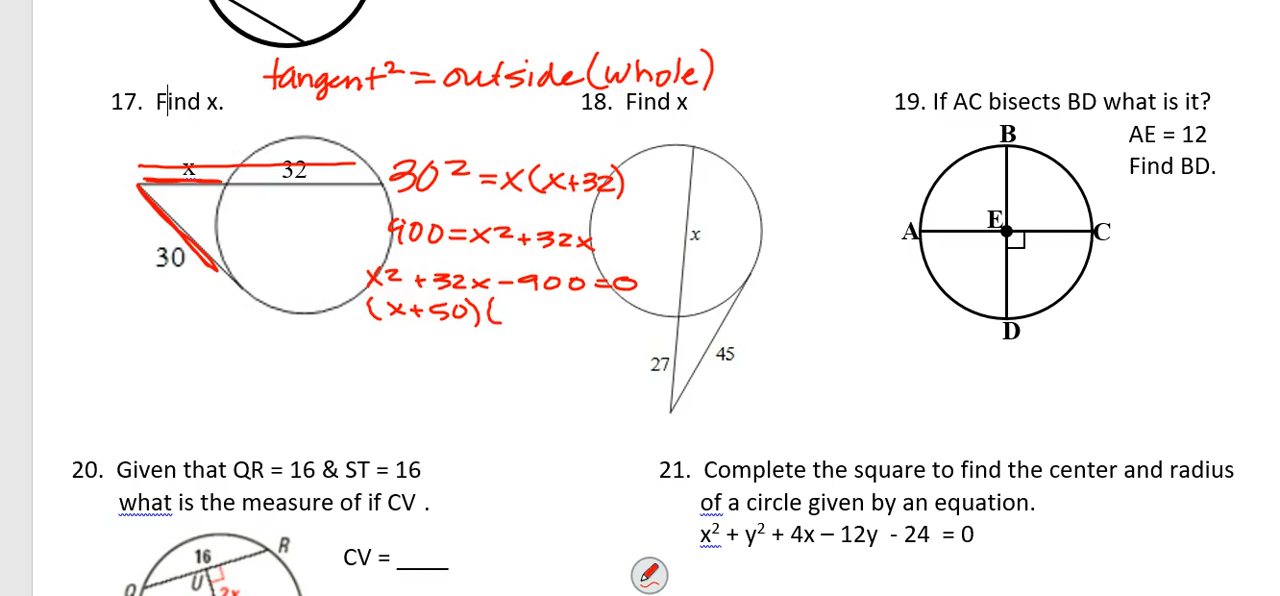 tangent² = outside(whole)
17. Find x.
18. Find x
19. If AC bisects BD what is it?
AE = 12
Find BD.
x
32
30
30² = x(x+32)
900 = x² + 32x
x² + 32x - 900 = 0
(x+50)(
x
27
45
B
A
E
C
D
20. Given that QR = 16 & ST = 16
what is the measure of if CV .
CV = ____
16
R
Q
U
2x
21. Complete the square to find the center and radius
of a circle given by an equation.
x² + y² + 4x – 12y - 24 = 0